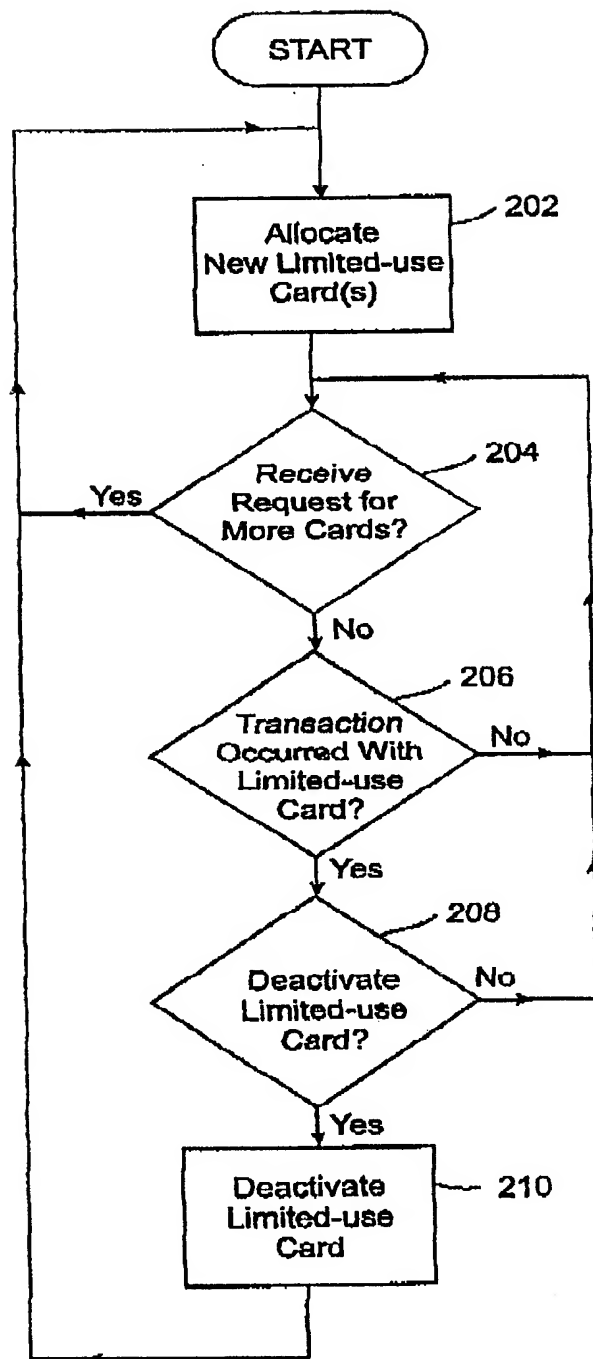 START
202
Allocate
New Limited-use
Card(s)
204
Receive
Request for
More Cards?
Yes
No
206
Transaction
Occurred With
Limited-use
Card?
No
Yes
208
Deactivate
Limited-use
Card?
No
Yes
210
Deactivate
Limited-use
Card